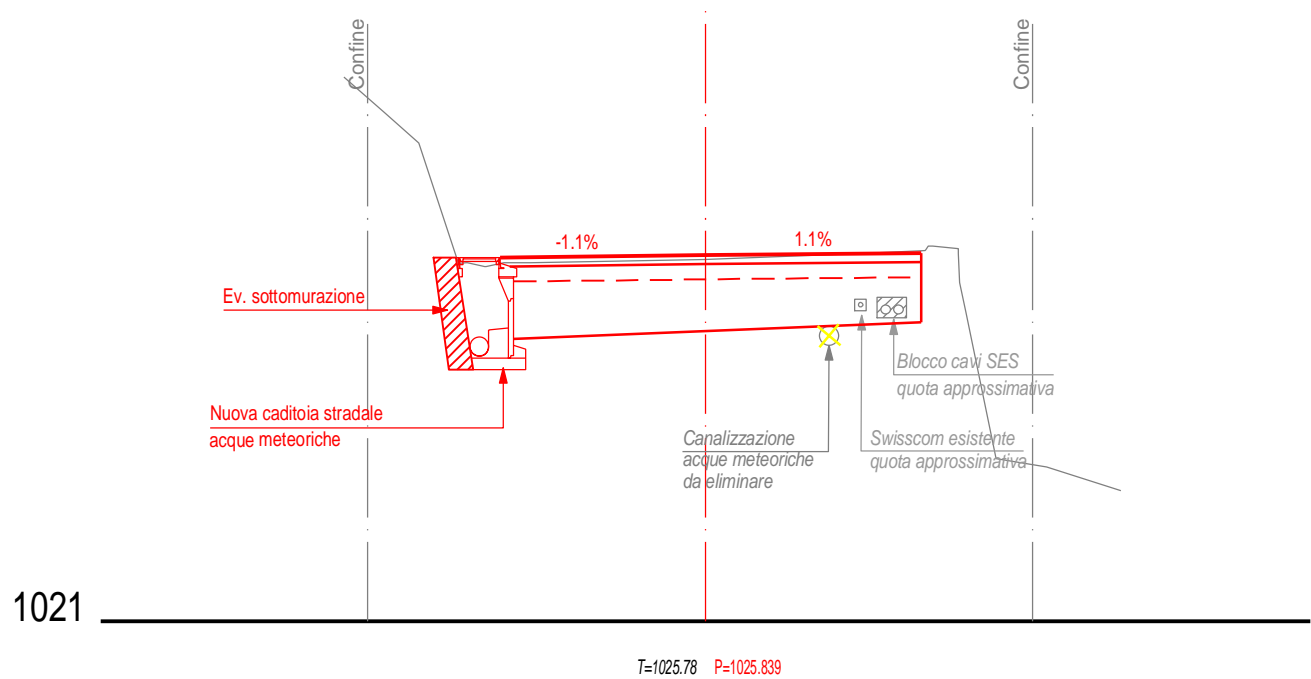 Confine
Confine
-1.1%
1.1%
Ev. sottomurazione
Blocco cavi SES
quota approssimativa
Nuova caditoia stradale
acque meteoriche
Canalizzazione
acque meteoriche
da eliminare
Swisscom esistente
quota approssimativa
1021
T=1025.78 P=1025.839